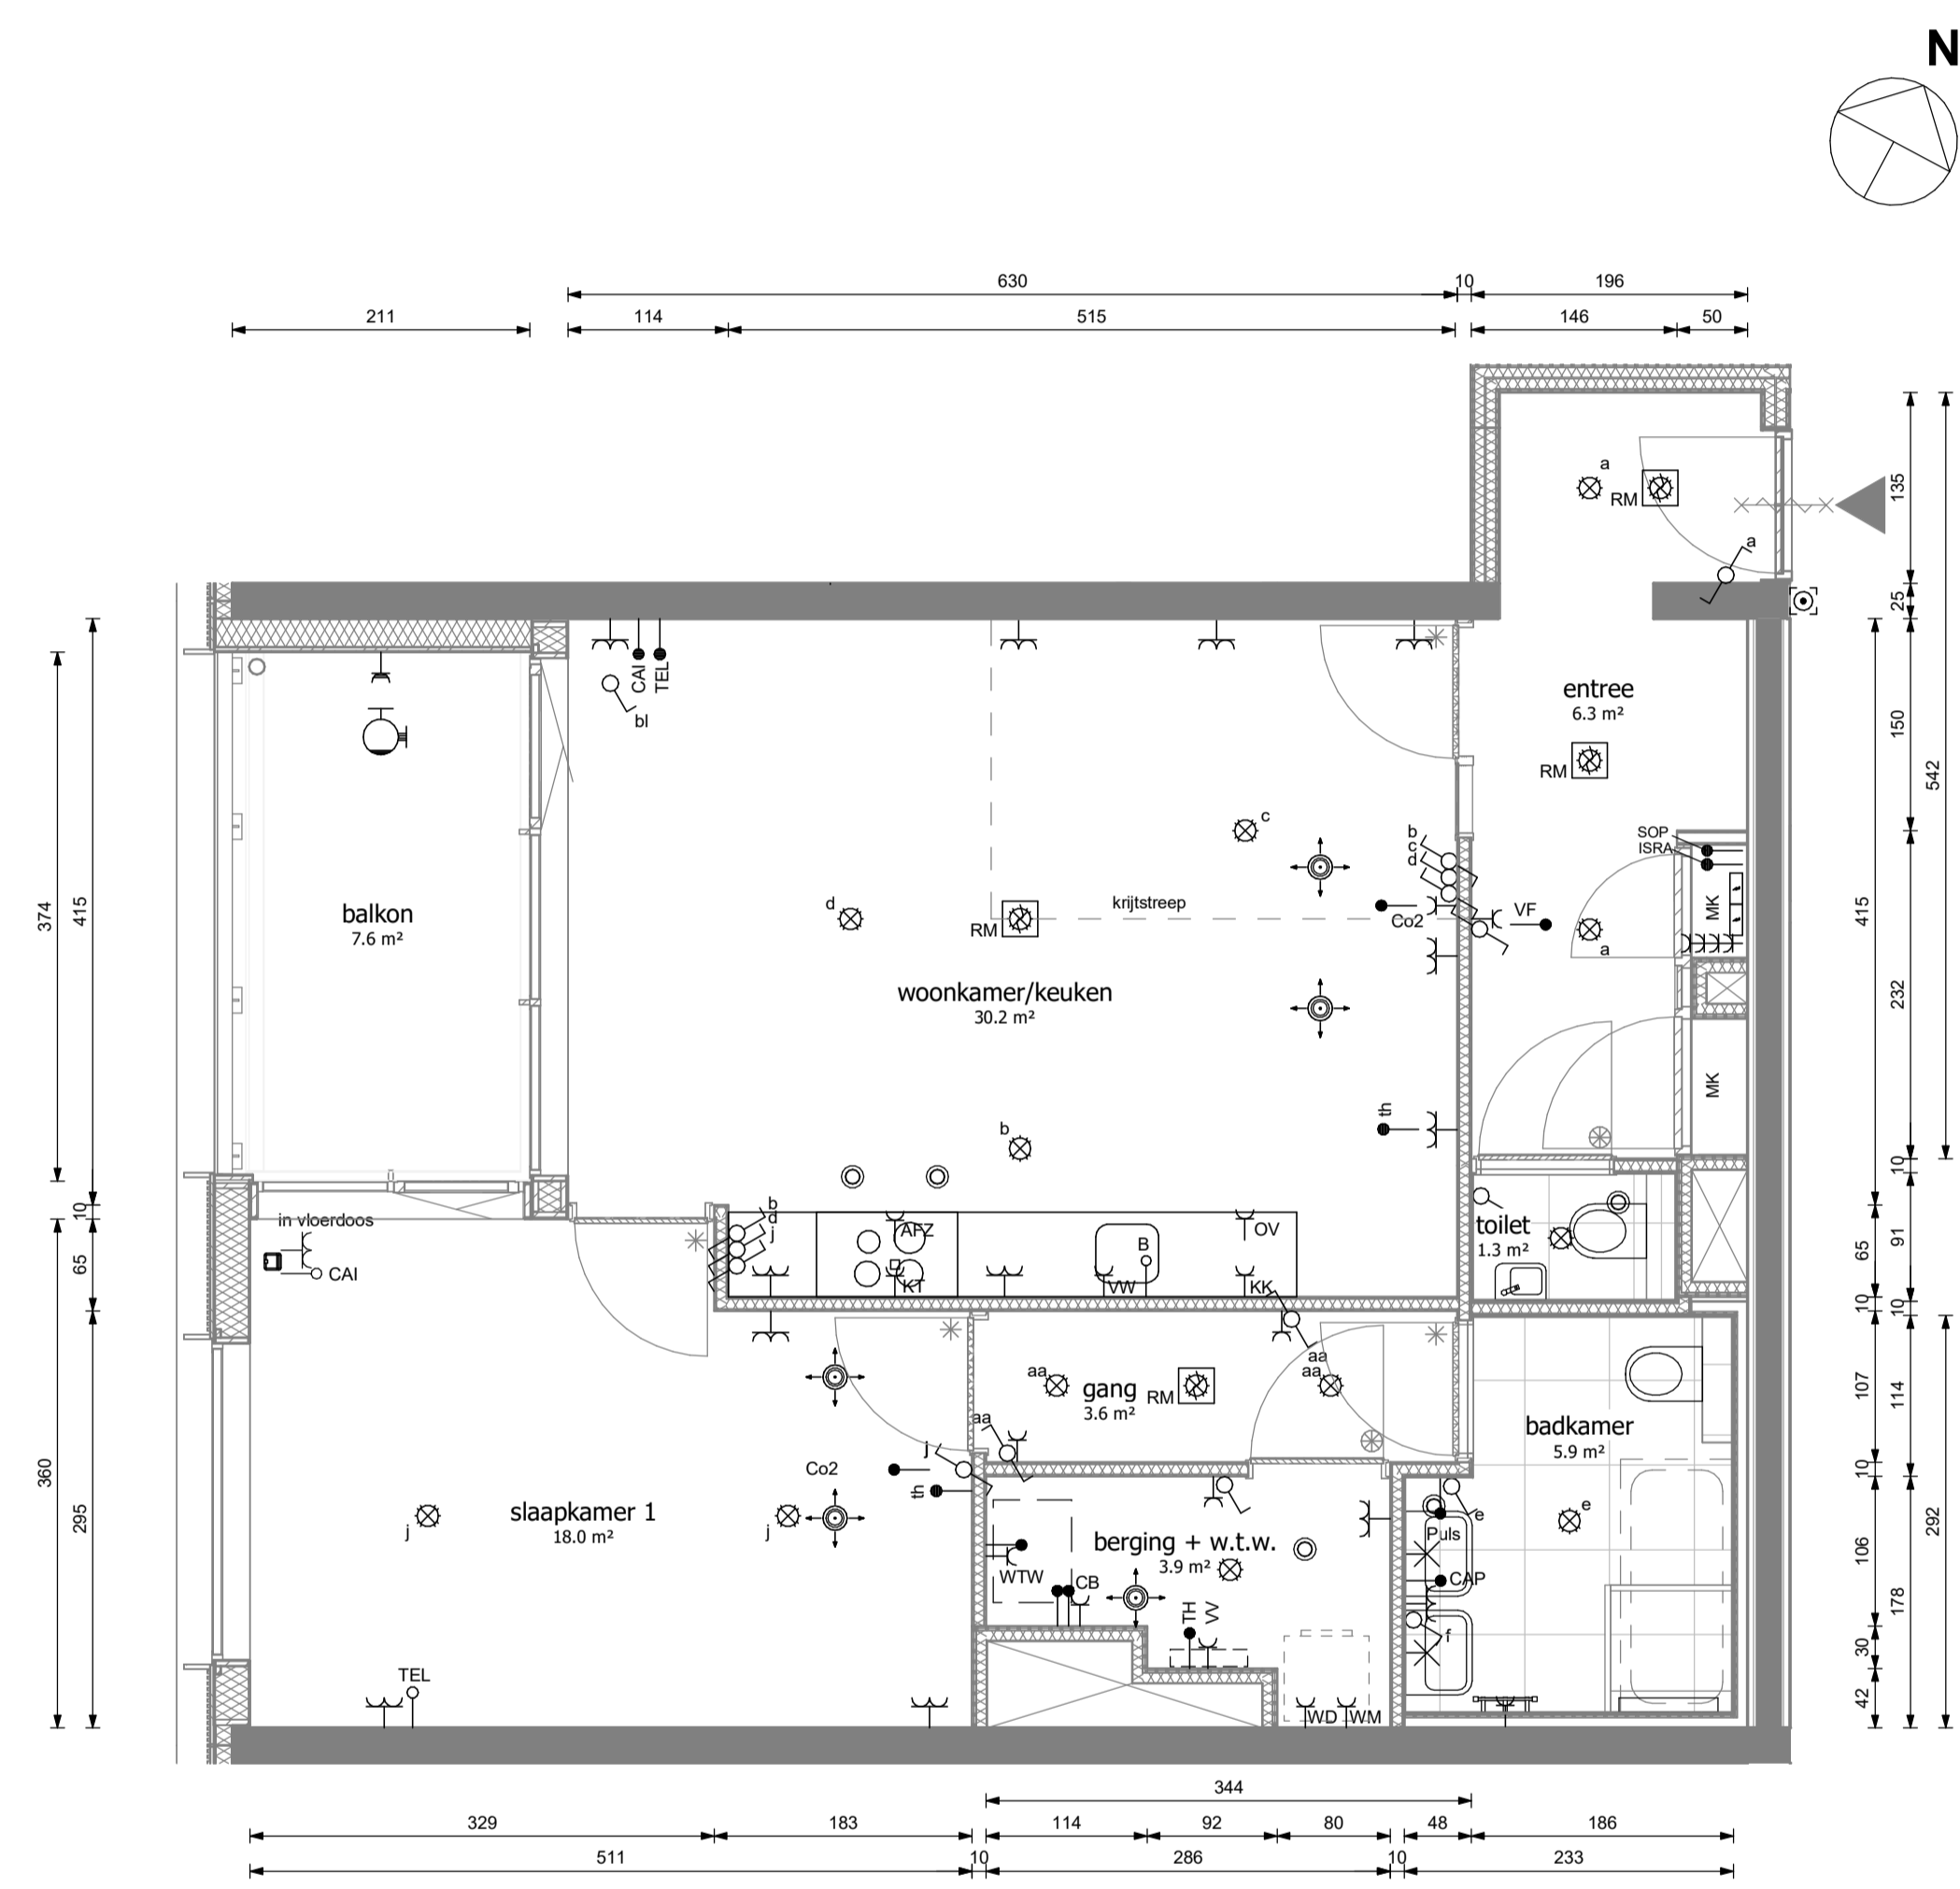 N
630
10
196
211
114
515
146
50
a
RM
a
135
25
CAI
TEL
bl
entree
6.3 m²
RM
150
542
c
b
c
d
SOP
ISRA
d
RM
krijtstreep
Co2
VF
a
MK
balkon
7.6 m²
374
415
415
woonkamer/keuken
30.2 m²
232
th
MK
b
10
in vloerdoos
CAI
10
65
b
d
j
AFZ
KT
B
VW
OV
KK
toilet
1.3 m²
65
91
10
10
aa
aa
aa
gang
3.6 m²
RM
107
114
badkamer
5.9 m²
aa
j
Co2
th
10
360
295
j
slaapkamer 1
18.0 m²
j
berging + w.t.w.
3.9 m²
WTW
CB
TH
VV
e
e
Puls
CAP
f
106
178
292
30
42
TEL
WD
WM
344
329
183
114
92
80
48
186
511
10
286
10
233